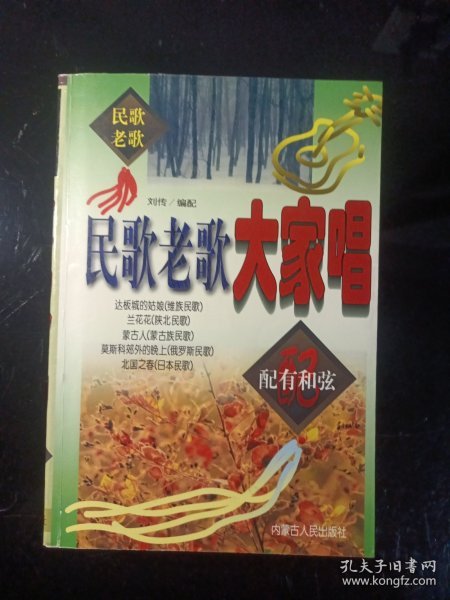 民歌
老歌
刘传／编配
民歌老歌大家唱
达板城的姑娘(维族民歌)
兰花花(陕北民歌)
蒙古人(蒙古族民歌)
莫斯科郊外的晚上(俄罗斯民歌)
北国之春(日本民歌)
配
配有和弦
内蒙古人民出版社
孔夫子旧书网
www.kongfz.com